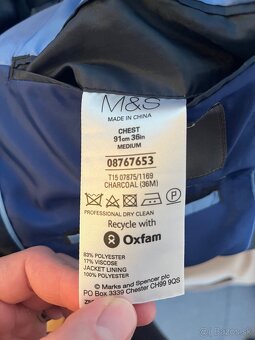 M&S
MADE IN CHINA
CHEST
91cm 36in
MEDIUM
08767653
T15 07875/1169
CHARCOAL (36M)
P
PROFESSIONAL DRY CLEAN
Recycle with
Oxfam
83% POLYESTER
17% VISCOSE
JACKET LINING
100% POLYESTER
© Marks and Spencer plc
PO Box 3339 Chester CH99 9QS